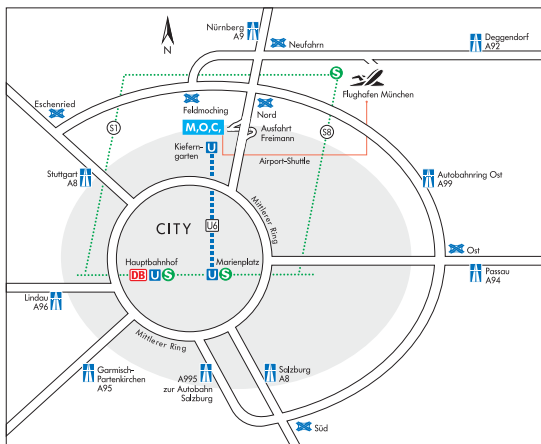 Nürnberg
A9
N
Neufahrn
Deggendorf
A92
S
Flughafen München
Eschenried
Feldmoching
Nord
S1
M,O,C,
Ausfahrt
Freimann
S8
Kiefern-
garten
U
Airport-Shuttle
Stuttgart
A8
Autobahnring Ost
A99
Mittlerer Ring
CITY
U6
Ost
Hauptbahnhof
Marienplatz
DB U S
U S
Passau
A94
Lindau
A96
Mittlerer Ring
Garmisch-
Partenkirchen
A95
A995
zur Autobahn
Salzburg
Salzburg
A8
Süd